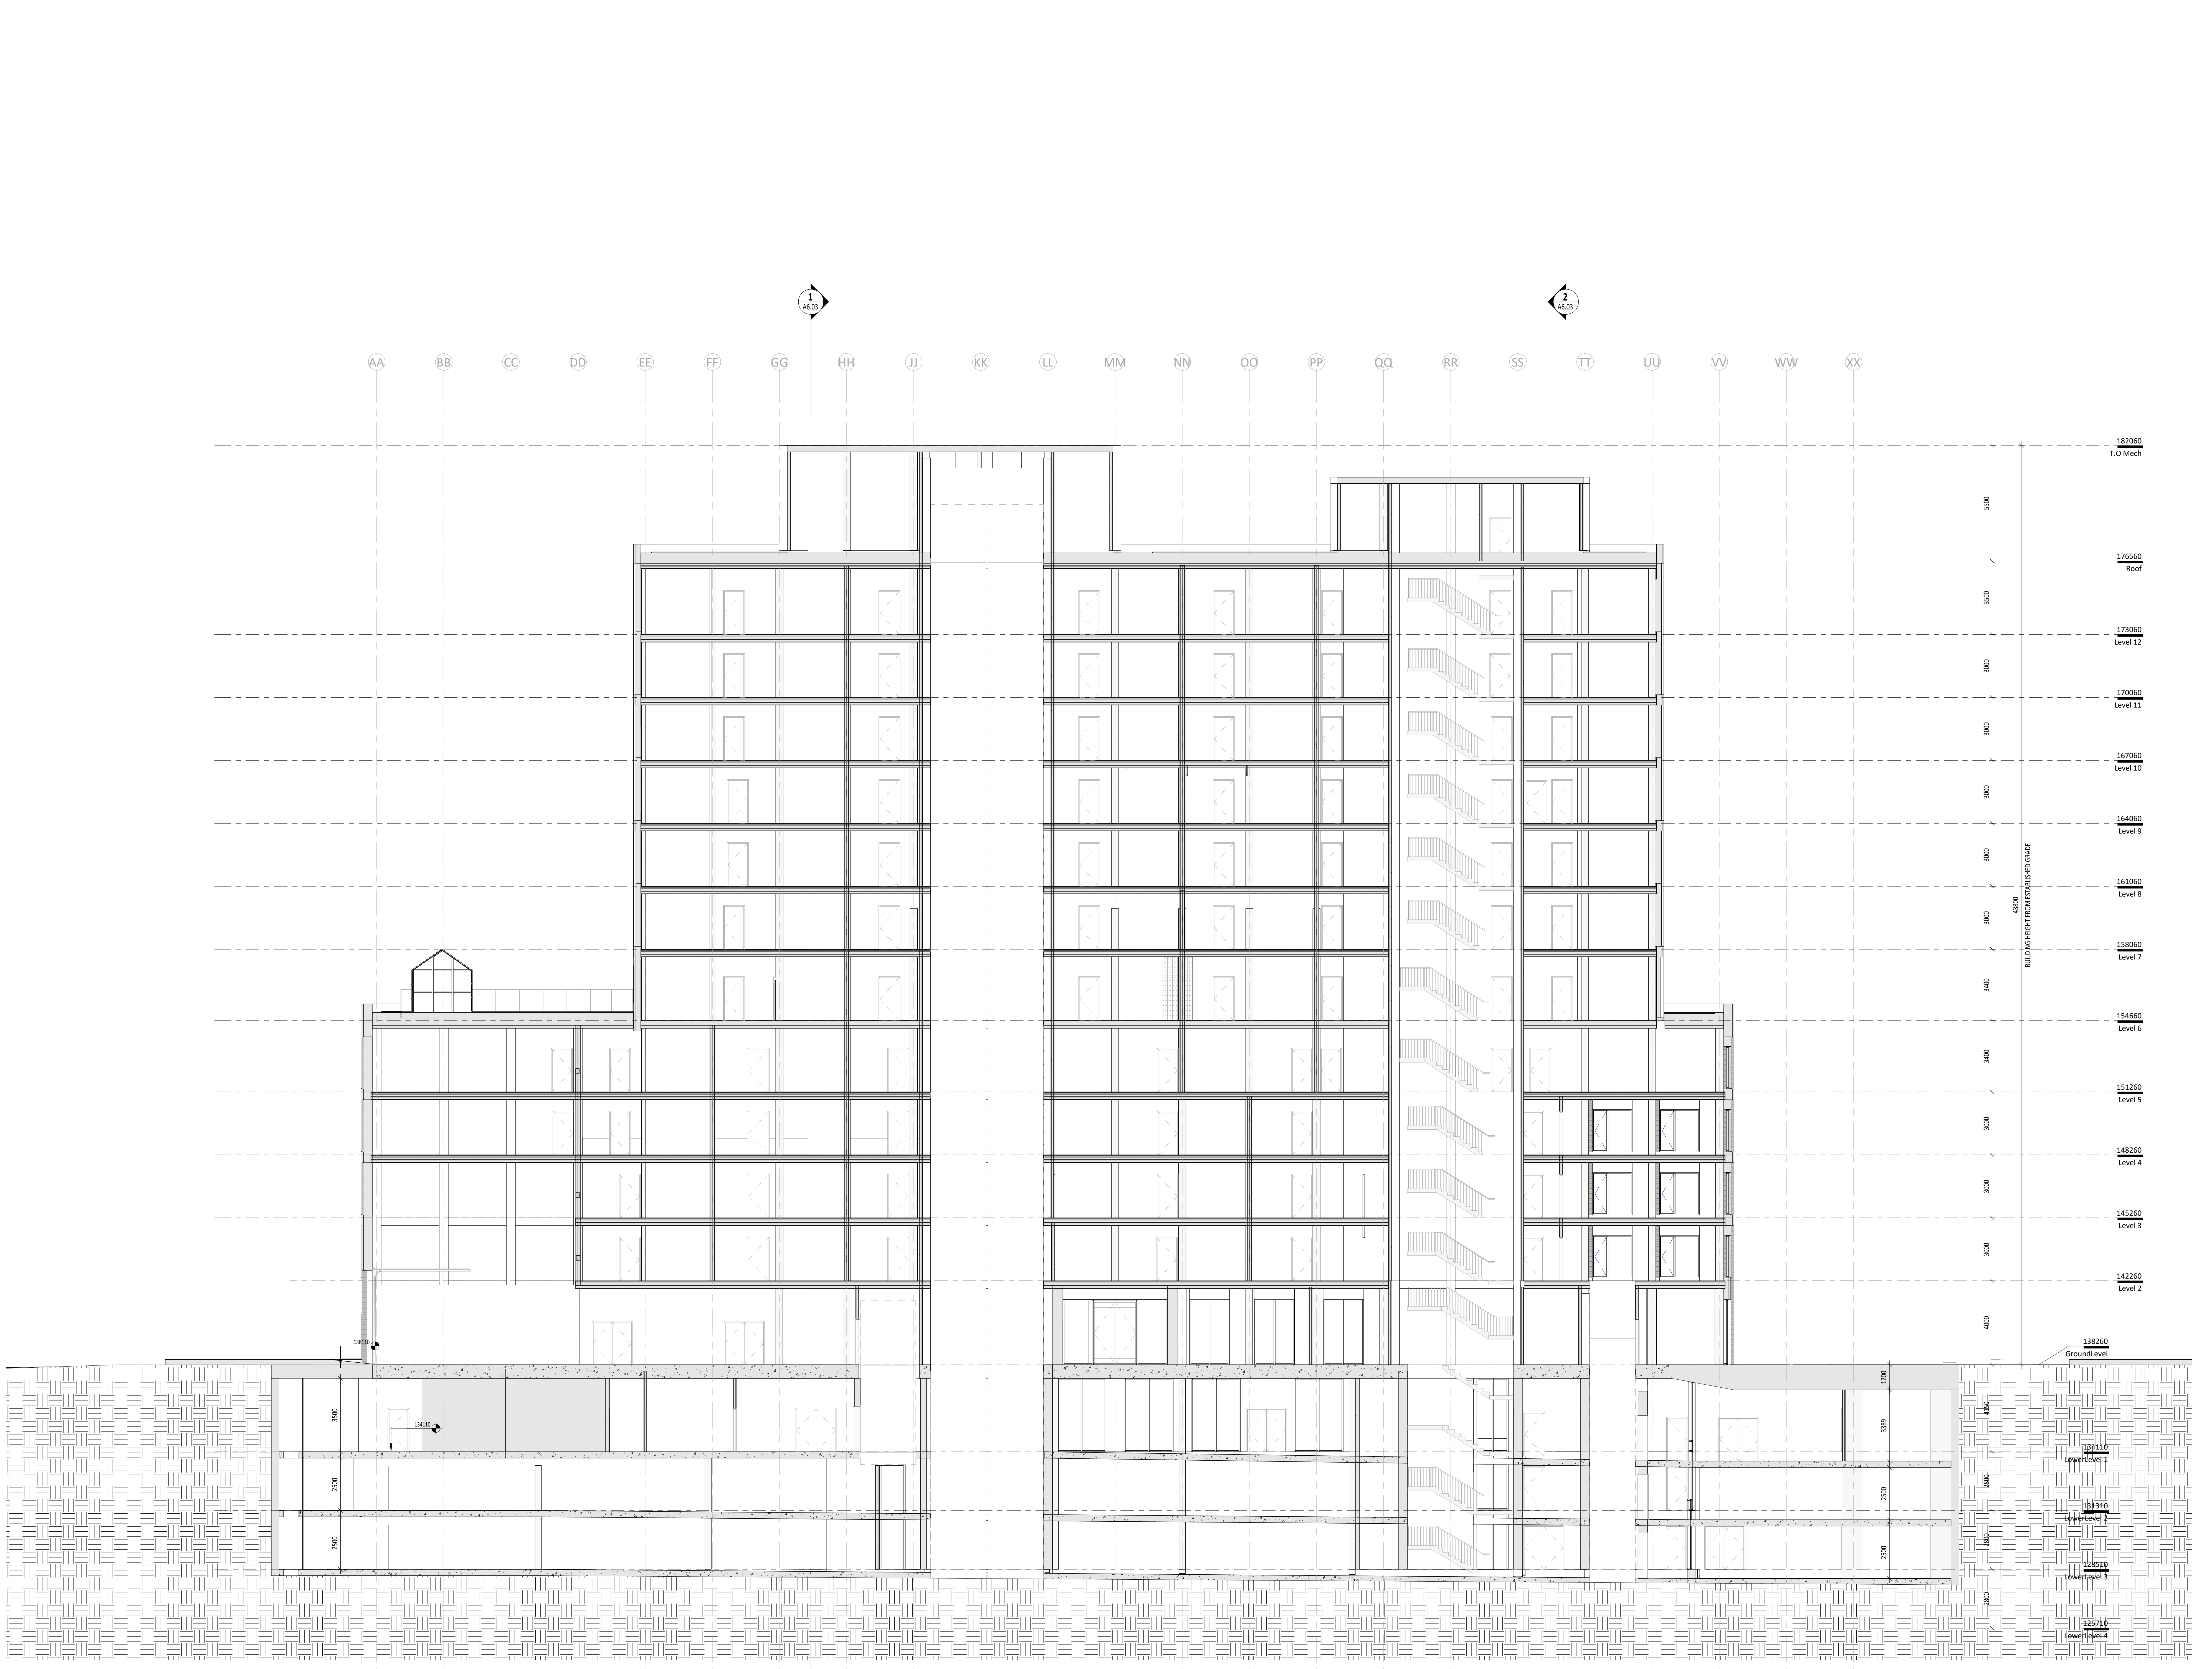 1
A6.03
2
A6.03
AA BB CC DD EE FF GG HH JJ KK LL MM NN OO PP QQ RR SS TT UU VV WW XX
182060
T.O Mech
5500
176560
Roof
3500
173060
Level 12
3000
170060
Level 11
3000
167060
Level 10
3000
164060
Level 9
3000
161060
Level 8
3000
158060
Level 7
3400
154660
Level 6
3400
151260
Level 5
3000
148260
Level 4
3000
145260
Level 3
3000
142260
Level 2
4000
43800
BUILDING HEIGHT FROM ESTABLISHED GRADE
138110
138260
GroundLevel
1200
4150
3500
3389
134110
134110
LowerLevel 1
2500
2500
2800
131310
LowerLevel 2
2500
2500
2800
128510
LowerLevel 3
2800
125710
LowerLevel 4